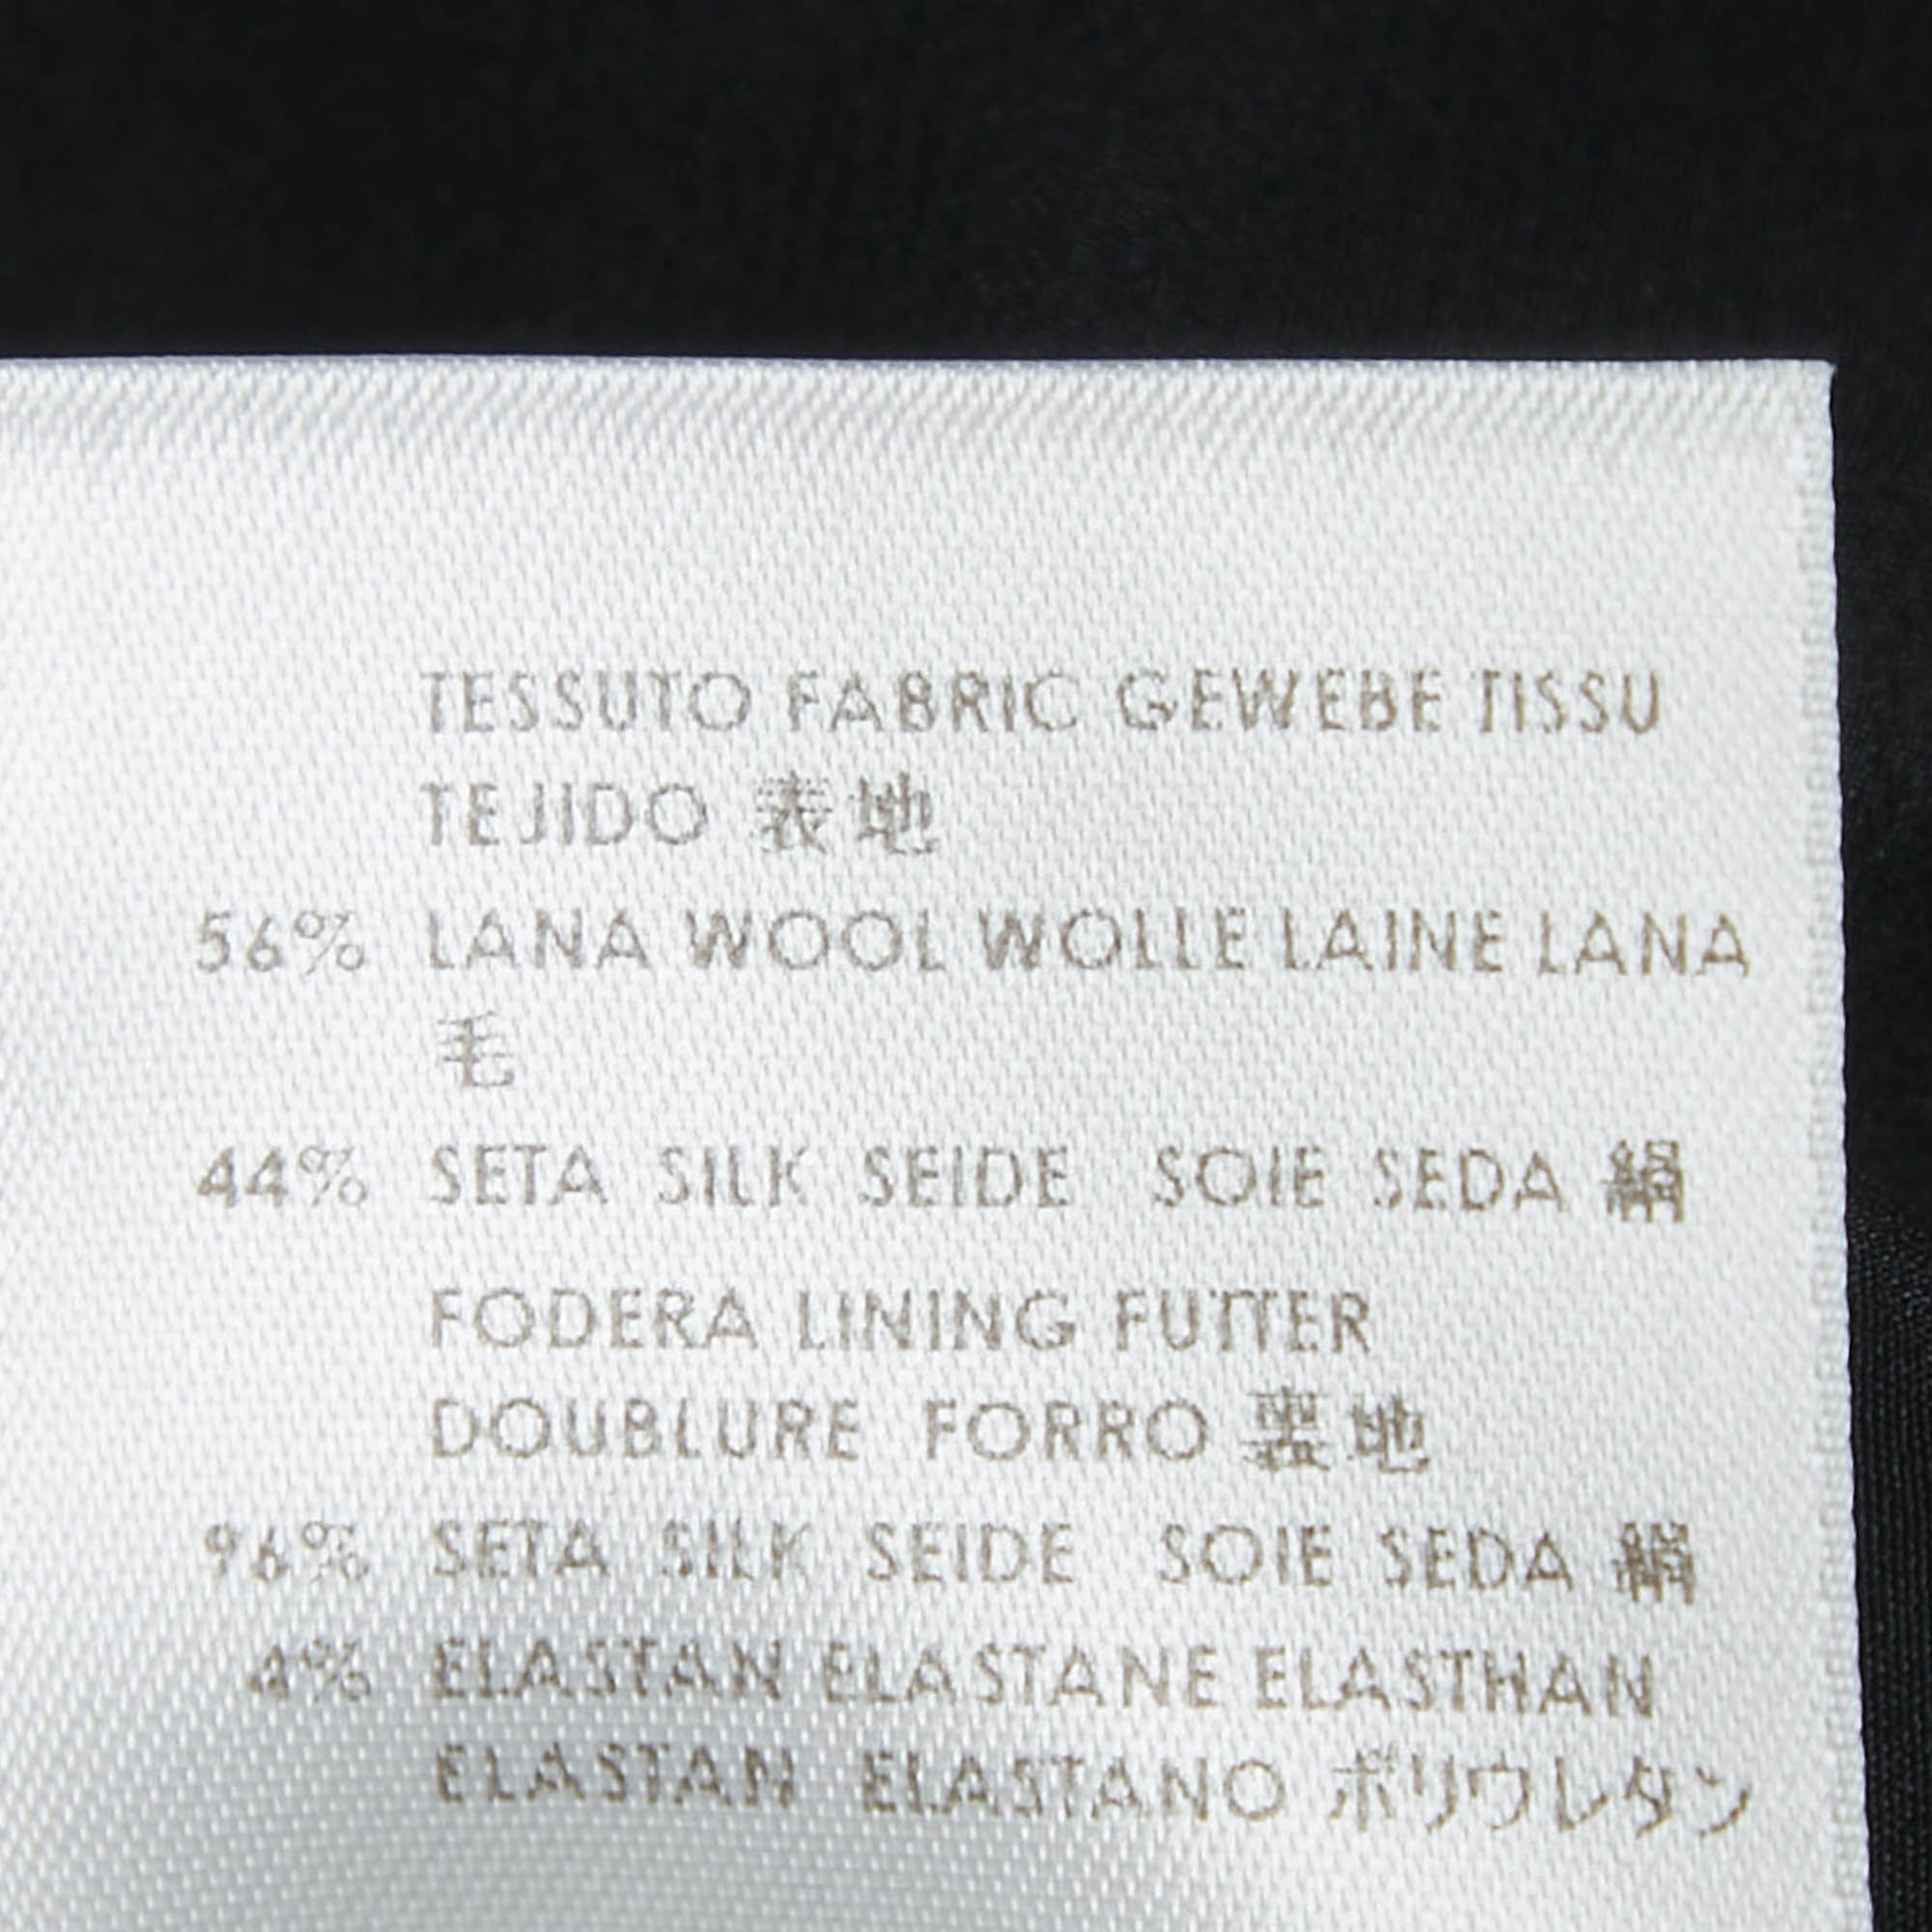 TESSUTO FABRIC GEWEBE TISSU
TEJIDO 表地
56% LANA WOOL WOLLE LAINE LANA
毛
44% SETA SILK SEIDE SOIE SEDA 絹
FODERA LINING FUTTER
DOUBLURE FORRO 裏地
96% SETA SILK SEIDE SOIE SEDA 絹
4% ELASTAN ELASTANE ELASTHAN
ELASTAN ELASTANO ポリウレタン